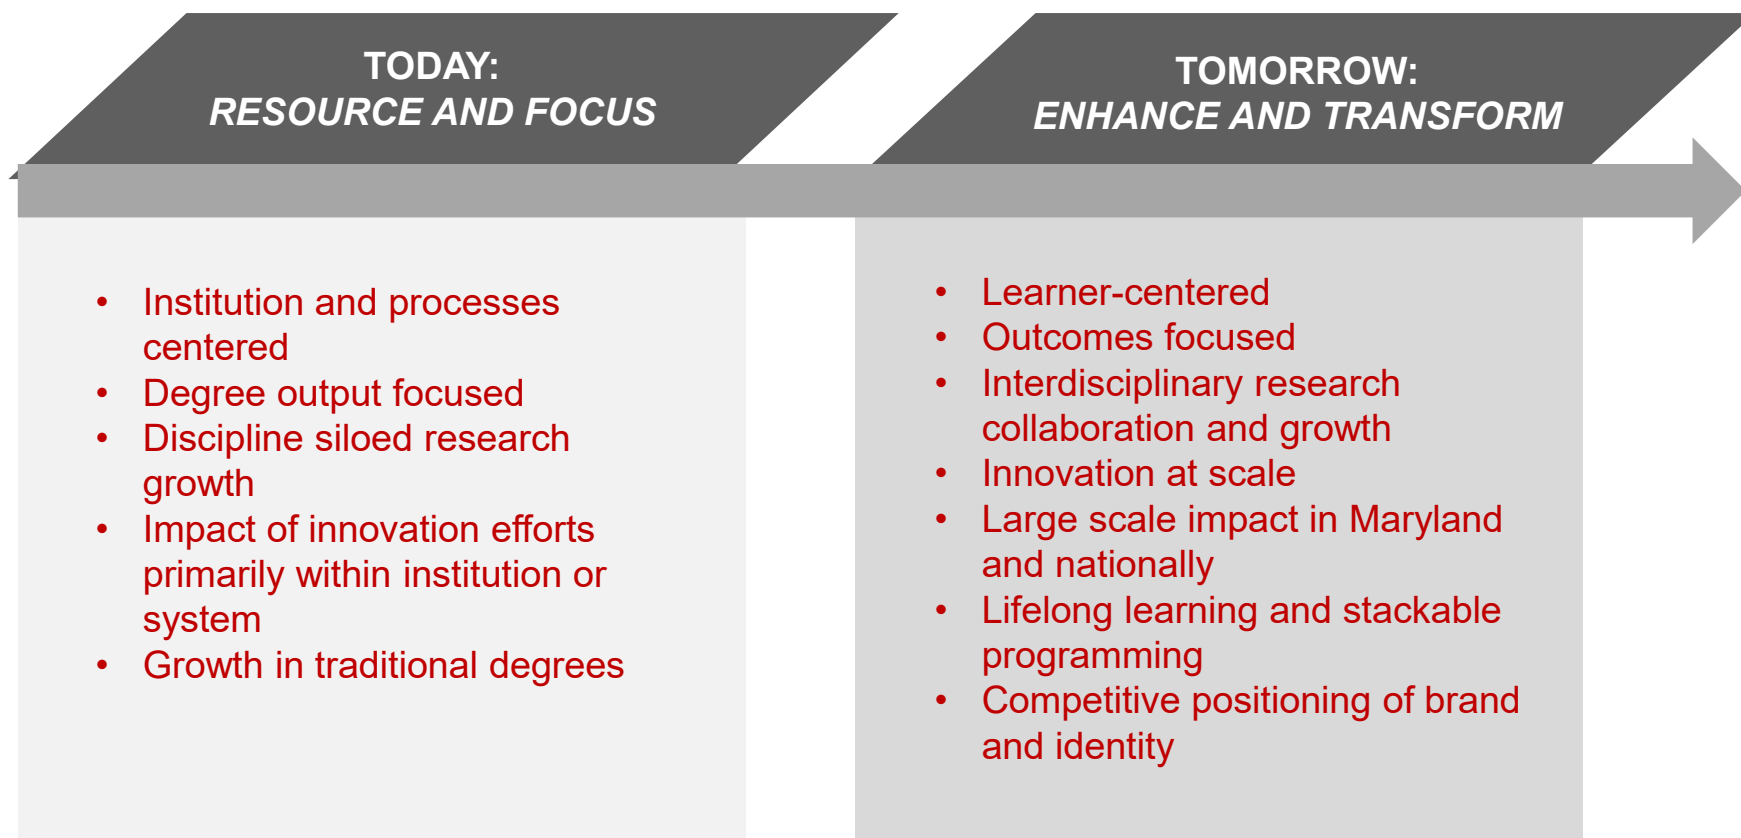 TODAY:
RESOURCE AND FOCUS
• Institution and processes
centered
• Degree output focused
• Discipline siloed research
growth
• Impact of innovation efforts
primarily within institution or
system
• Growth in traditional degrees
TOMORROW:
ENHANCE AND TRANSFORM
• Learner-centered
• Outcomes focused
• Interdisciplinary research
collaboration and growth
• Innovation at scale
• Large scale impact in Maryland
and nationally
• Lifelong learning and stackable
programming
• Competitive positioning of brand
and identity